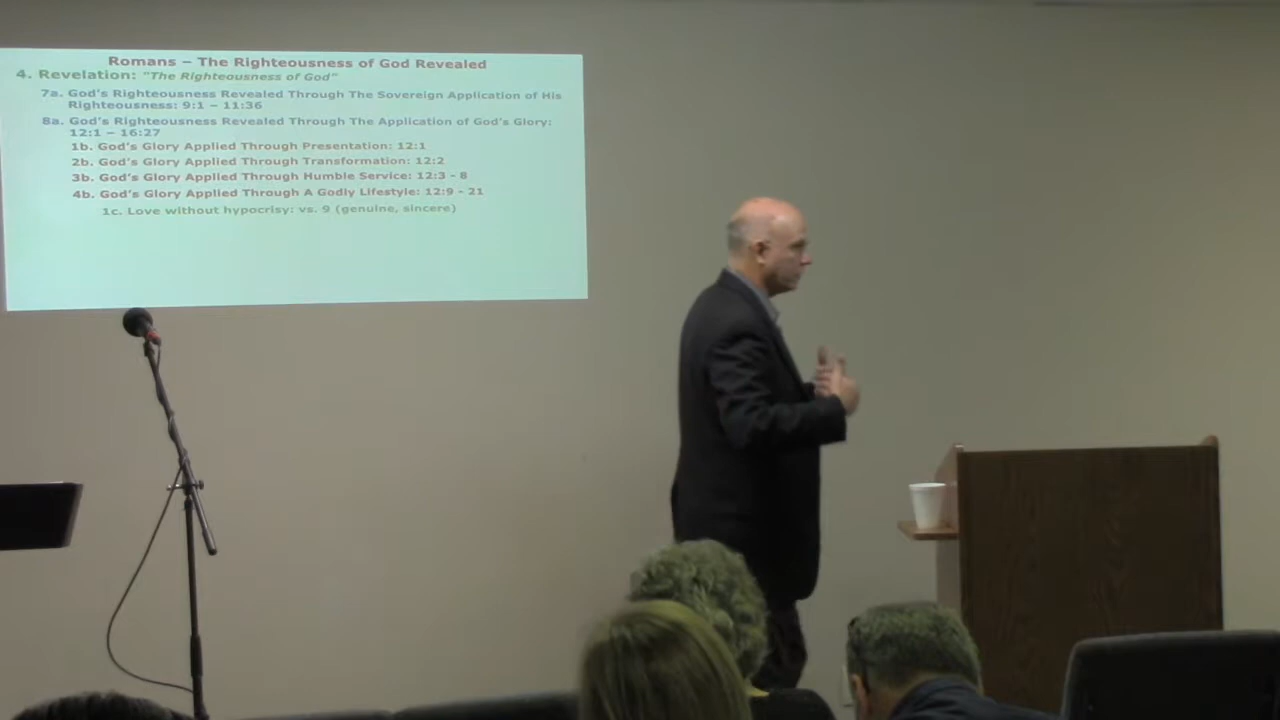 Romans – The Righteousness of God Revealed
4. Revelation: "The Righteousness of God"
7a. God's Righteousness Revealed Through The Sovereign Application of His
Righteousness: 9:1 – 11:36
8a. God's Righteousness Revealed Through The Application of God's Glory:
12:1 – 16:27
1b. God's Glory Applied Through Presentation: 12:1
2b. God's Glory Applied Through Transformation: 12:2
3b. God's Glory Applied Through Humble Service: 12:3 - 8
4b. God's Glory Applied Through A Godly Lifestyle: 12:9 - 21
1c. Love without hypocrisy: vs. 9 (genuine, sincere)